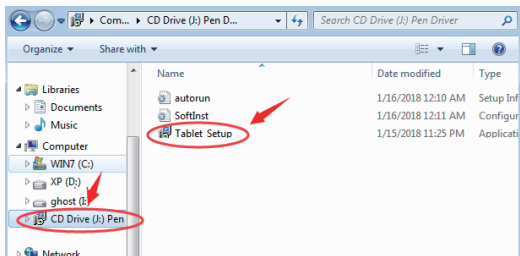 Com... ▸ CD Drive (J:) Pen D...
Search CD Drive (J:) Pen Driver
Organize
Share with
Name
Date modified
Type
Libraries
Documents
Music
Computer
WIN7 (C:)
XP (D:)
ghost (I:)
CD Drive (J:) Pen
Network
autorun 1/16/2018 12:10 AM Setup Inf
SoftInst 1/16/2018 12:11 AM Configur
Tablet Setup 1/15/2018 11:25 PM Applicati